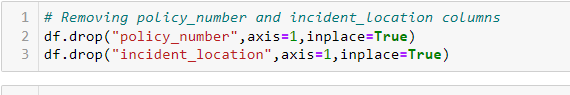 1 # Removing policy_number and incident_location columns
2 df.drop("policy_number",axis=1,inplace=True)
3 df.drop("incident_location",axis=1,inplace=True)